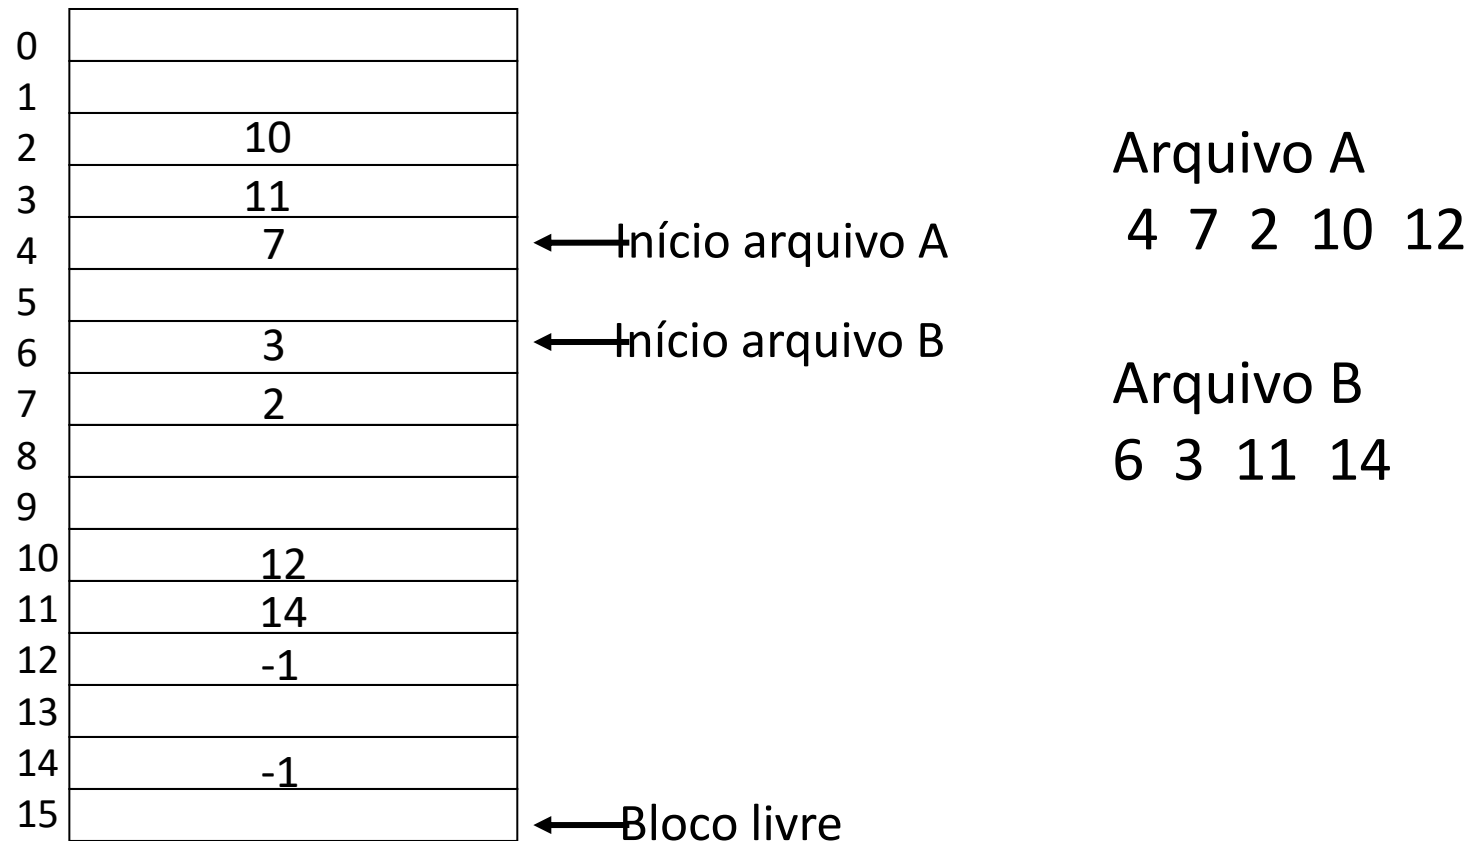 0
1
2 10
3 11
4 7 Início arquivo A
5
6 3 Início arquivo B
7 2
8
9
10 12
11 14
12 -1
13
14 -1
15 Bloco livre
Arquivo A
4 7 2 10 12
Arquivo B
6 3 11 14